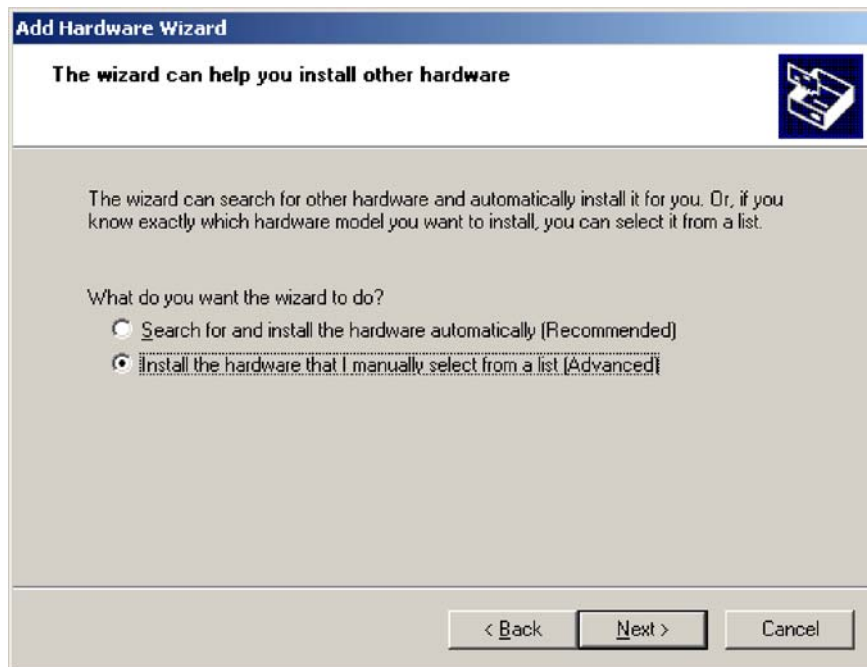 Add Hardware Wizard
The wizard can help you install other hardware
The wizard can search for other hardware and automatically install it for you. Or, if you
know exactly which hardware model you want to install, you can select it from a list.
What do you want the wizard to do?
Search for and install the hardware automatically (Recommended)
Install the hardware that I manually select from a list (Advanced)
< Back Next > Cancel